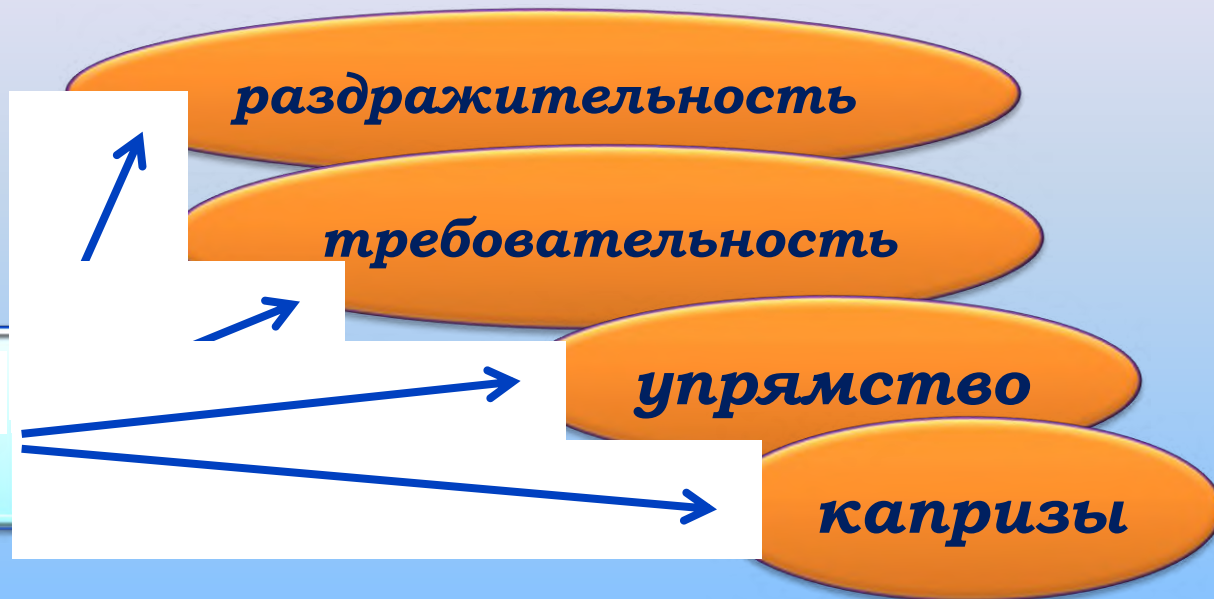 раздражительность
требовательность
упрямство
капризы